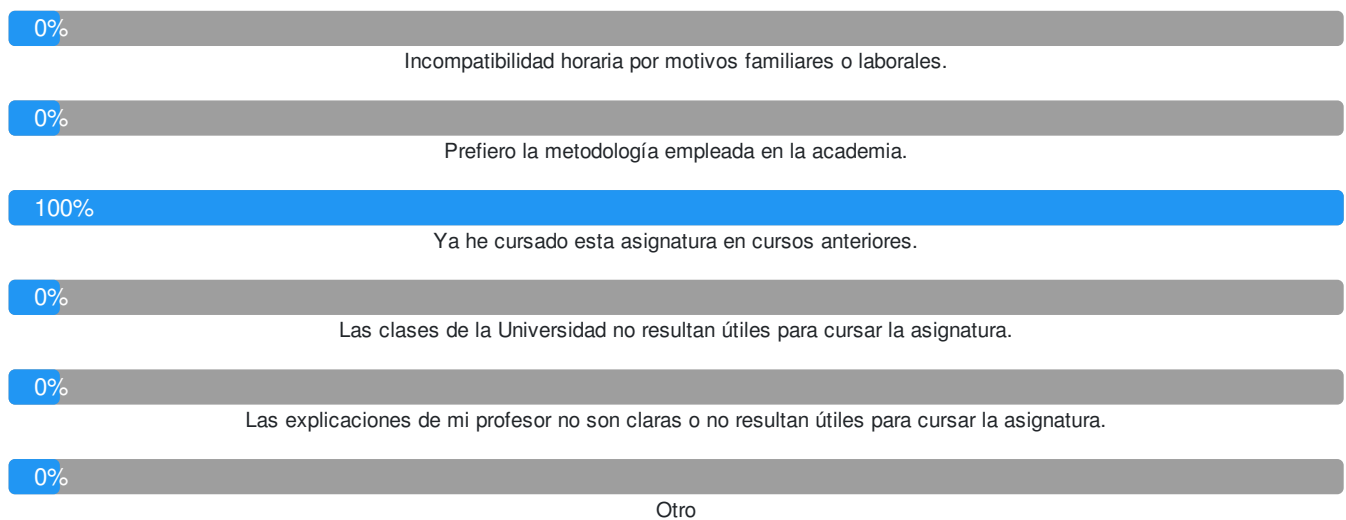 0%
Incompatibilidad horaria por motivos familiares o laborales.
0%
Prefiero la metodología empleada en la academia.
100%
Ya he cursado esta asignatura en cursos anteriores.
0%
Las clases de la Universidad no resultan útiles para cursar la asignatura.
0%
Las explicaciones de mi profesor no son claras o no resultan útiles para cursar la asignatura.
0%
Otro